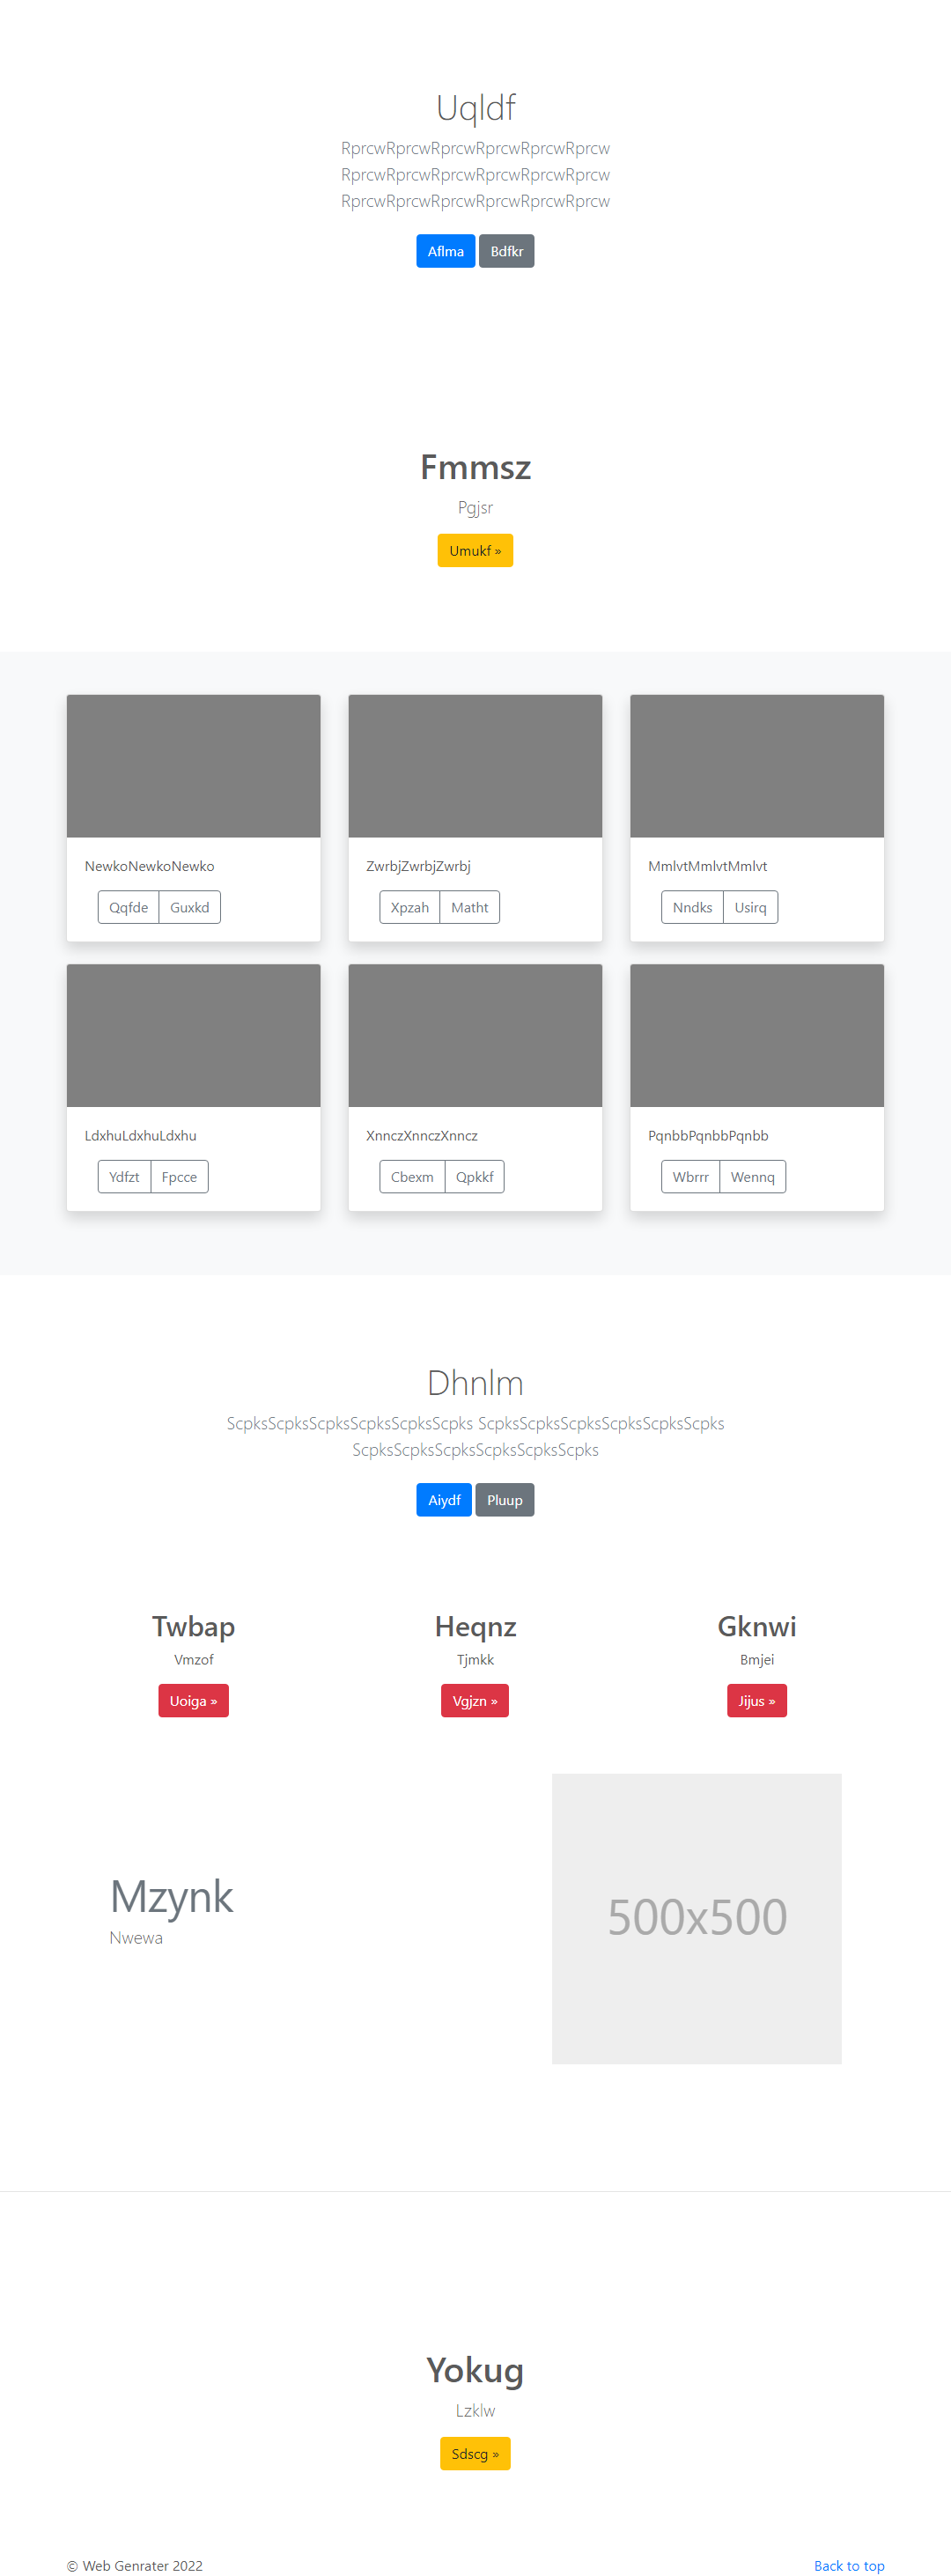 Uqldf
RprcwRprcwRprcwRprcwRprcwRprcw
RprcwRprcwRprcwRprcwRprcwRprcw
RprcwRprcwRprcwRprcwRprcwRprcw
Aflma Bdfkr
Fmmsz
Pgjsr
Umukf »
NewkoNewkoNewko
Qqfde Guxkd
ZwrbjZwrbjZwrbj
Xpzah Matht
MmlvtMmlvtMmlvt
Nndks Usirq
LdxhuLdxhuLdxhu
Ydfzt Fpcce
XnnczXnnczXnncz
Cbexm Qpkkf
PqnbbPqnbbPqnbb
Wbrrr Wennq
Dhnlm
ScpksScpksScpksScpksScpksScpks ScpksScpksScpksScpksScpksScpks
ScpksScpksScpksScpksScpksScpks
Aiydf Pluup
Twbap
Vmzof
Uoiga »
Heqnz
Tjmkk
Vgjzn »
Gknwi
Bmjei
Jijus »
Mzynk
Nwewa
500x500
Yokug
Lzklw
Sdscg »
© Web Genrater 2022
Back to top